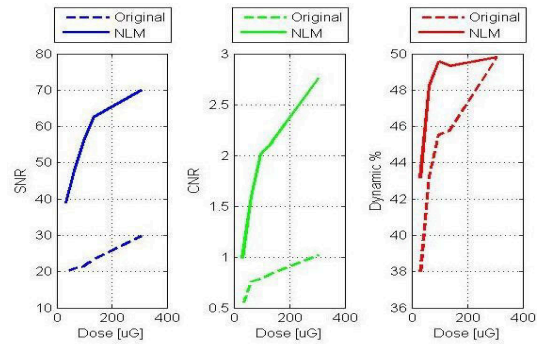 Original
NLM
Original
NLM
Original
NLM
80
70
60
50
40
30
20
10
SNR
0
200
400
Dose [uG]
3
2.5
2
1.5
1
0.5
CNR
0
200
400
Dose [uG]
50
48
46
44
42
40
38
36
Dynamic %
0
200
400
Dose [uG]